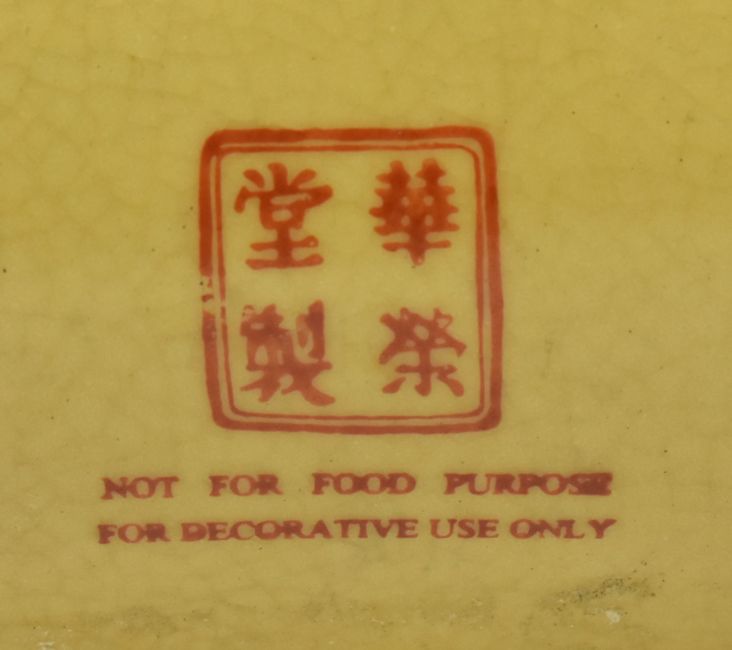 華榮
堂製
NOT FOR FOOD PURPOSE
FOR DECORATIVE USE ONLY